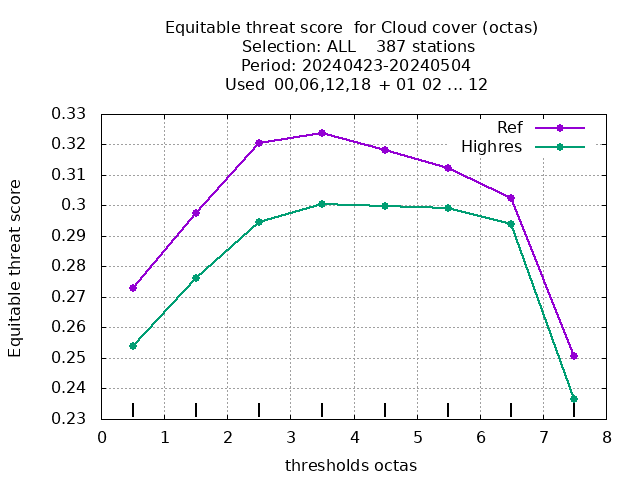 Equitable threat score  for Cloud cover (octas)
Selection: ALL    387 stations
Period: 20240423-20240504
Used  00,06,12,18 + 01 02 ... 12
Ref
Highres
Equitable threat score
0.33
0.32
0.31
0.3
0.29
0.28
0.27
0.26
0.25
0.24
0.23
0 1 2 3 4 5 6 7 8
thresholds octas